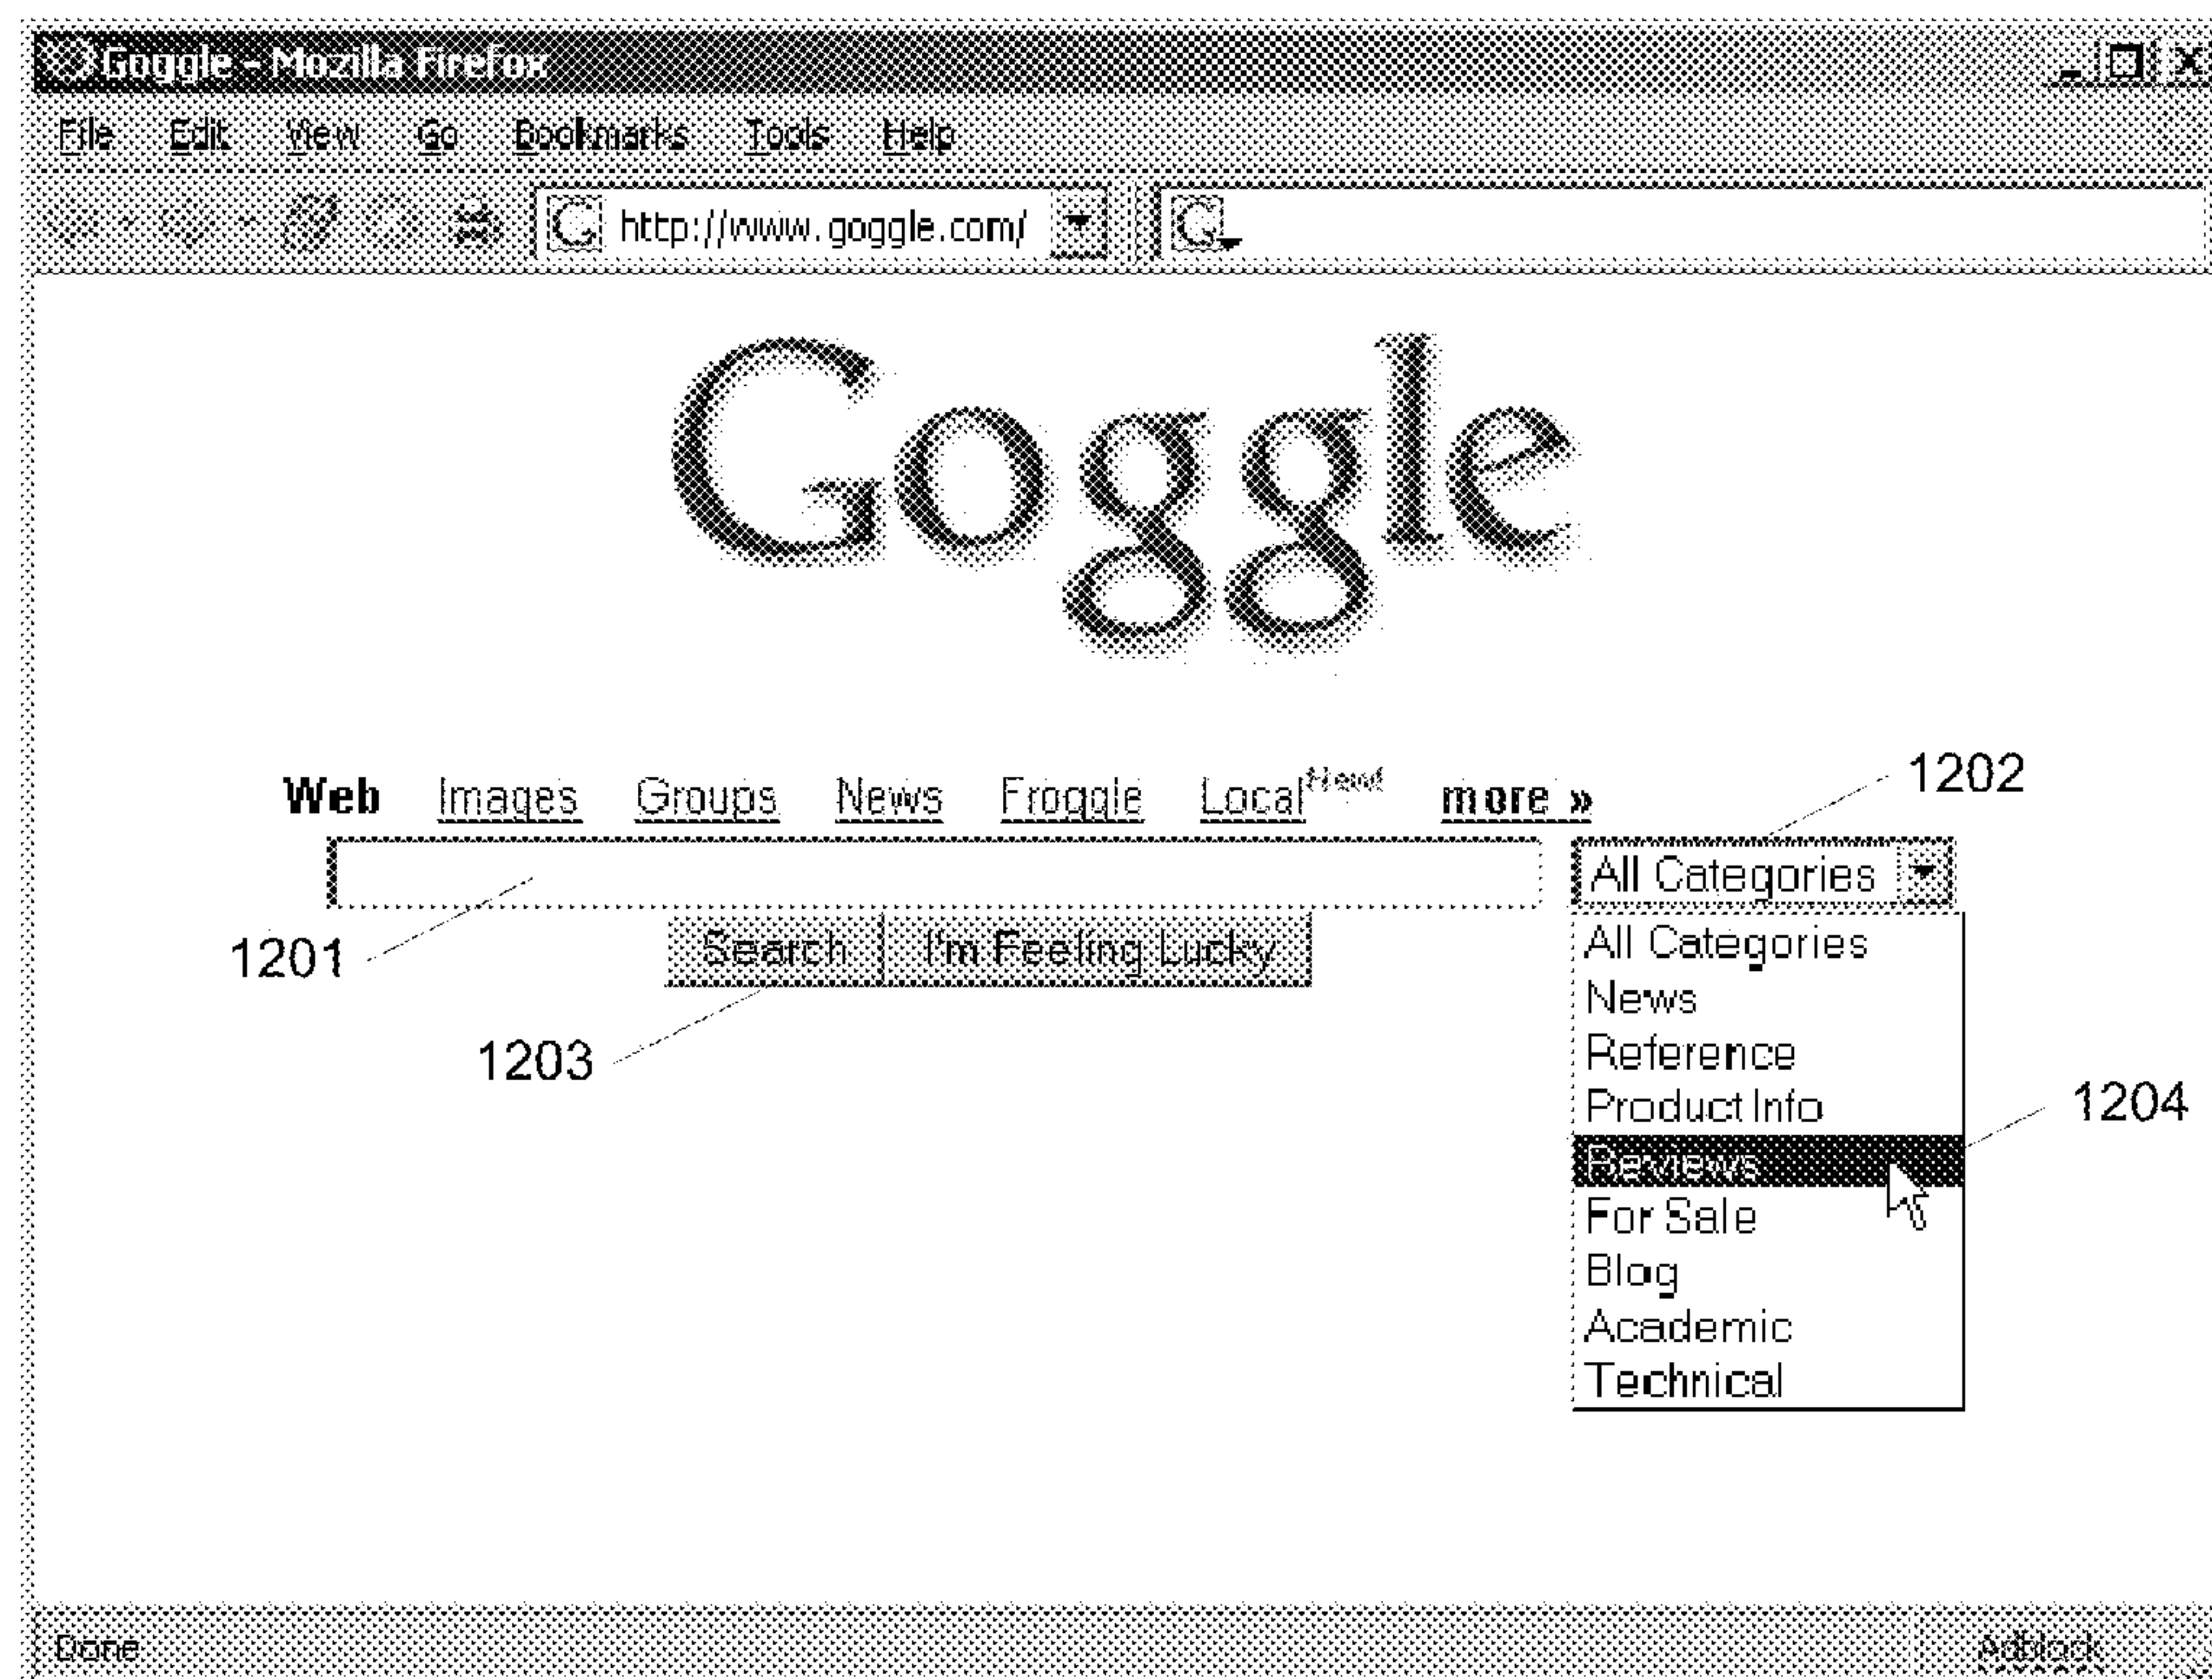 Goggle - Mozilla Firefox
File Edit View Go Bookmarks Tools Help
http://www.goggle.com/
Goggle
Web Images Groups News Froggle Local New! more »
1202
All Categories
1201
Search I'm Feeling Lucky
All Categories
News
1203
Reference
Product Info
1204
Reviews
For Sale
Blog
Academic
Technical
Done Adblock